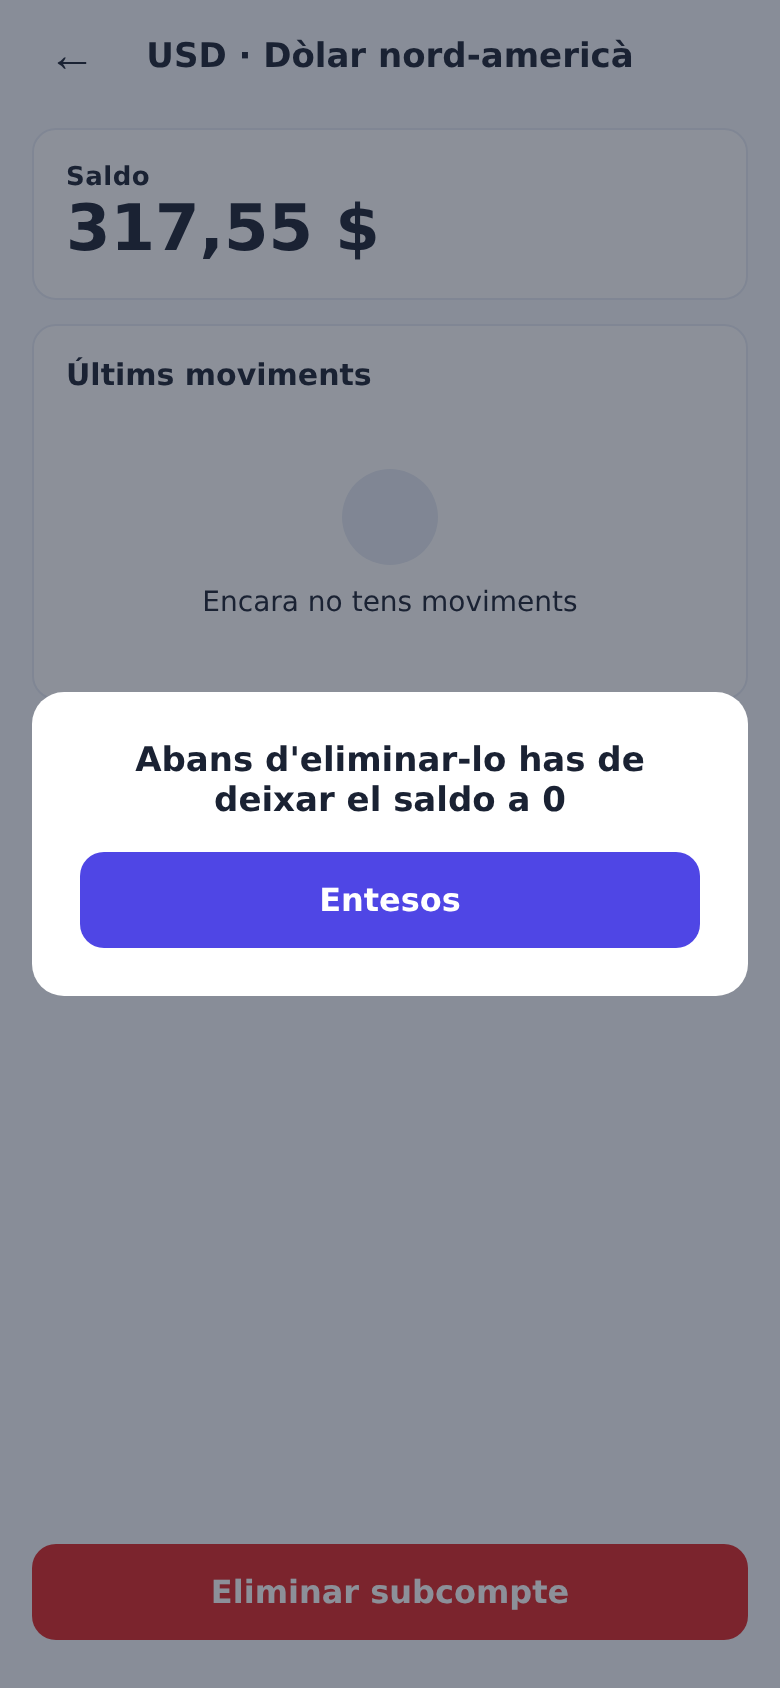 ← USD · Dòlar nord-americà
Saldo
317,55 $
Últims moviments
Encara no tens moviments
Abans d'eliminar-lo has de
deixar el saldo a 0
Entesos
Eliminar subcompte